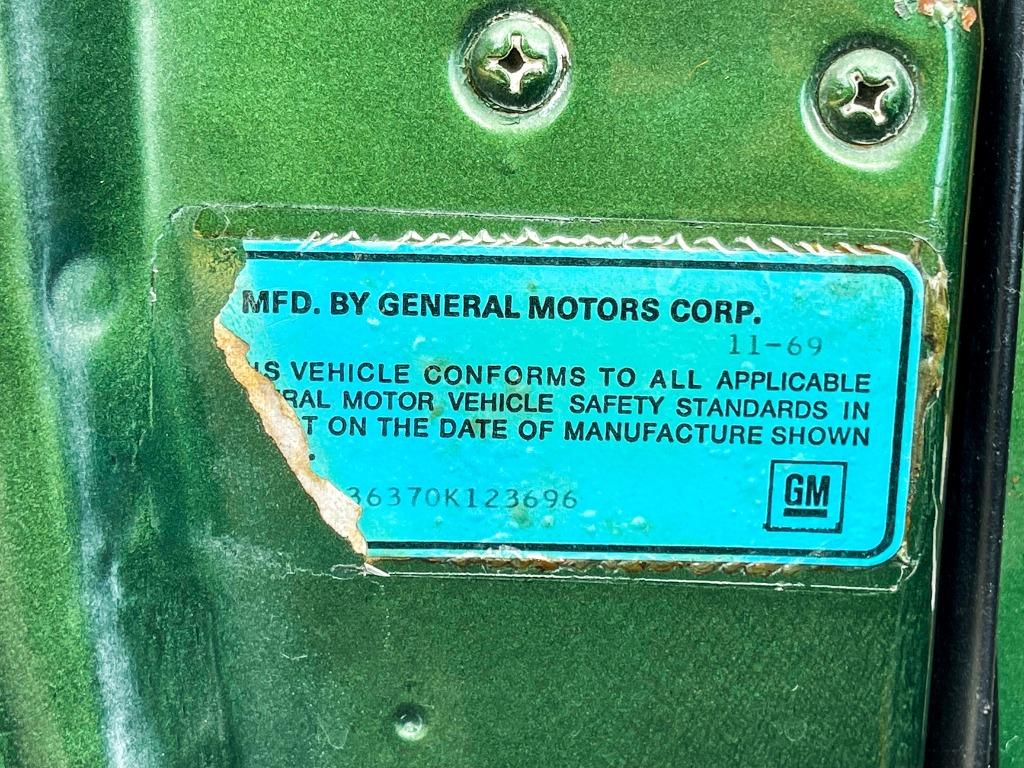 MFD. BY GENERAL MOTORS CORP.
11-69
IS VEHICLE CONFORMS TO ALL APPLICABLE
RAL MOTOR VEHICLE SAFETY STANDARDS IN
T ON THE DATE OF MANUFACTURE SHOWN
.
36370K123696
GM